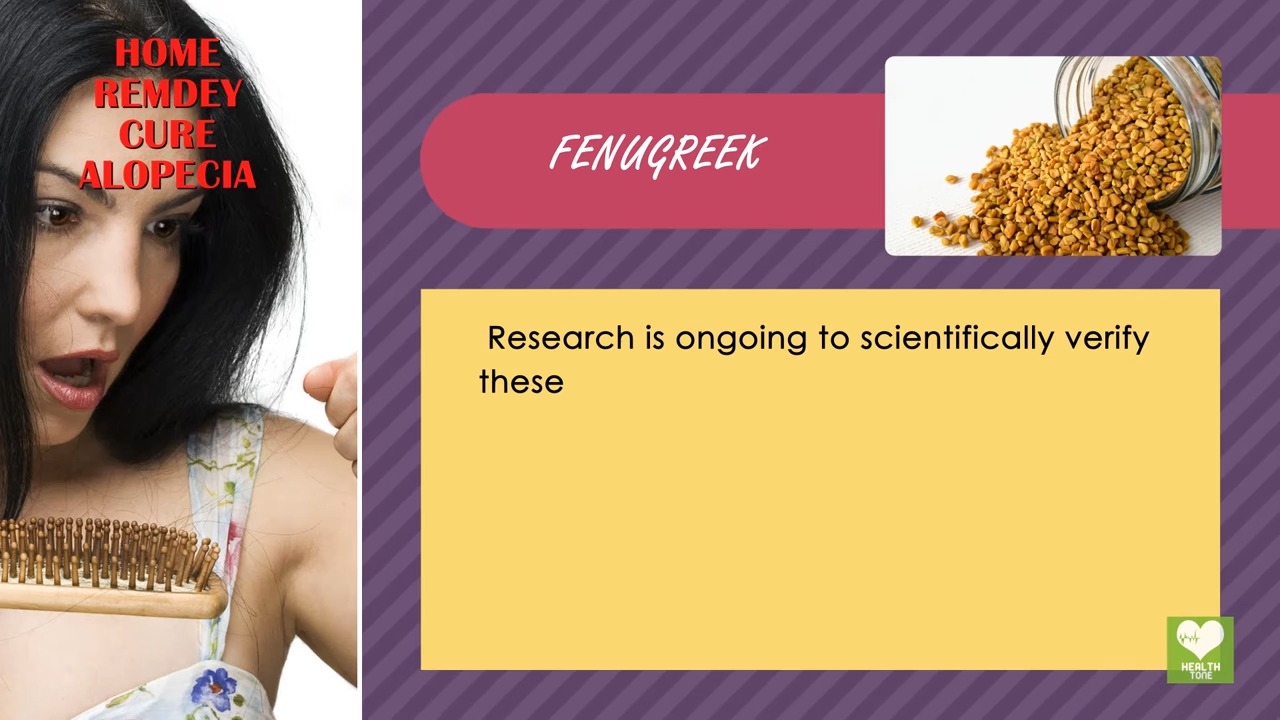 HOME
REMDEY
CURE
ALOPECIA
FENUGREEK
Research is ongoing to scientifically verify
these
HEALTH
TONE